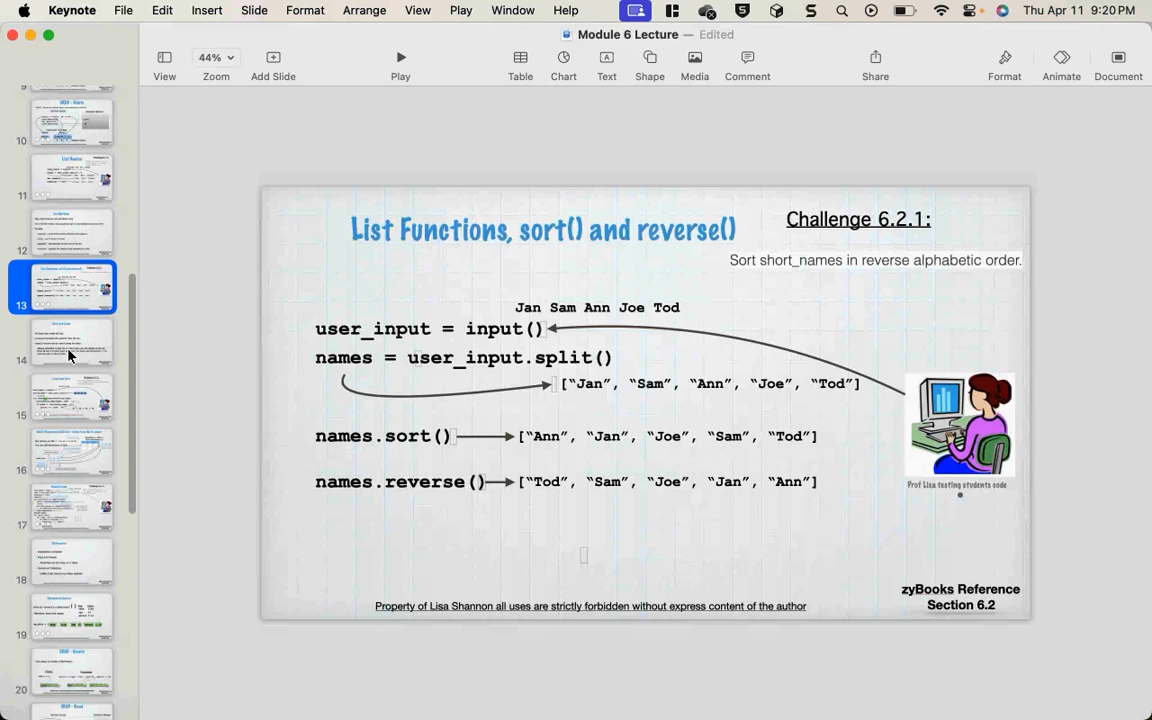 Keynote File Edit Insert Slide Format Arrange View Play Window Help Thu Apr 11 9:20 PM
Module 6 Lecture — Edited
44%
View Zoom Add Slide Play Table Chart Text Shape Media Comment Share Format Animate Document
9
10
List Basics
11
12
13
14
15
16
17
18
19
20
List Functions, sort() and reverse()
Challenge 6.2.1:
Sort short_names in reverse alphabetic order.
Jan Sam Ann Joe Tod
user_input = input()
names = user_input.split()
[“Jan”, “Sam”, “Ann”, “Joe”, “Tod”]
names.sort() [“Ann”, “Jan”, “Joe”, “Sam”, “Tod”]
names.reverse() [“Tod”, “Sam”, “Joe”, “Jan”, “Ann”]
Prof Lisa testing students code
zyBooks Reference
Section 6.2
Property of Lisa Shannon all uses are strictly forbidden without express content of the author